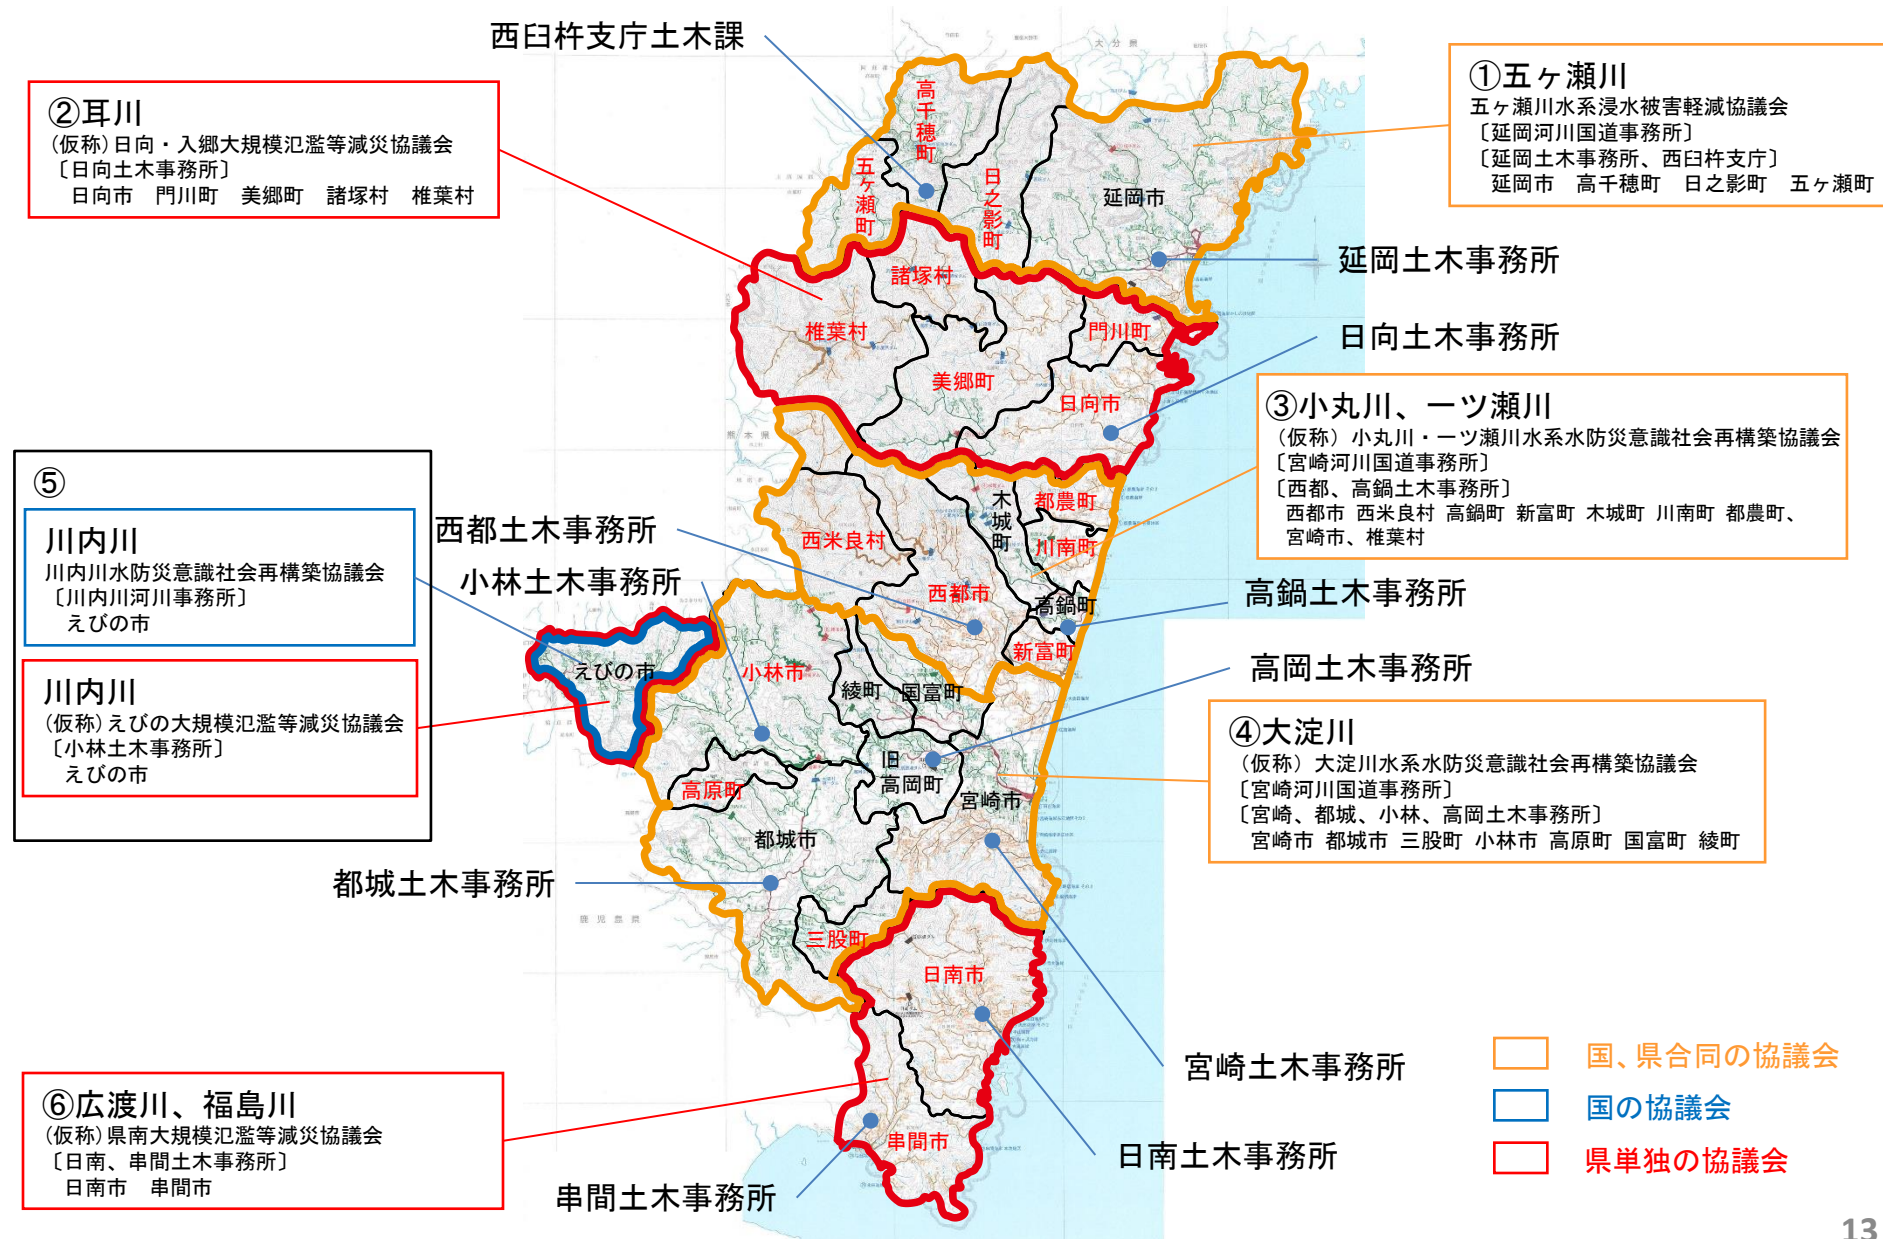 西臼杵支庁土木課
①五ヶ瀬川
五ヶ瀬川水系浸水被害軽減協議会
〔延岡河川国道事務所〕
〔延岡土木事務所、西臼杵支庁〕
延岡市　高千穂町　日之影町　五ヶ瀬町
②耳川
(仮称)日向・入郷大規模氾濫等減災協議会
〔日向土木事務所〕
日向市　門川町　美郷町　諸塚村　椎葉村
大分県
高千穂町
五ヶ瀬町
日之影町
延岡市
延岡土木事務所
諸塚村
椎葉村
門川町
日向土木事務所
美郷町
日向市
③小丸川、一ツ瀬川
(仮称) 小丸川・一ツ瀬川水系水防災意識社会再構築協議会
〔宮崎河川国道事務所〕
〔西都、高鍋土木事務所〕
西都市 西米良村 高鍋町 新富町 木城町 川南町 都農町、
宮崎市、椎葉村
熊本県
⑤
川内川
川内川水防災意識社会再構築協議会
〔川内川河川事務所〕
えびの市
川内川
(仮称)えびの大規模氾濫等減災協議会
〔小林土木事務所〕
えびの市
西都土木事務所
小林土木事務所
木城町
都農町
西米良村
川南町
西都市
高鍋町
高鍋土木事務所
新富町
えびの市
小林市
綾町
国富町
高岡土木事務所
④大淀川
(仮称) 大淀川水系水防災意識社会再構築協議会
〔宮崎河川国道事務所〕
〔宮崎、都城、小林、高岡土木事務所〕
宮崎市 都城市 三股町 小林市 高原町 国富町 綾町
旧
高岡町
高原町
宮崎市
都城市
都城土木事務所
鹿児島県
三股町
日南市
宮崎土木事務所
⑥広渡川、福島川
(仮称)県南大規模氾濫等減災協議会
〔日南、串間土木事務所〕
日南市　串間市
串間市
日南土木事務所
串間土木事務所
国、県合同の協議会
国の協議会
県単独の協議会
13